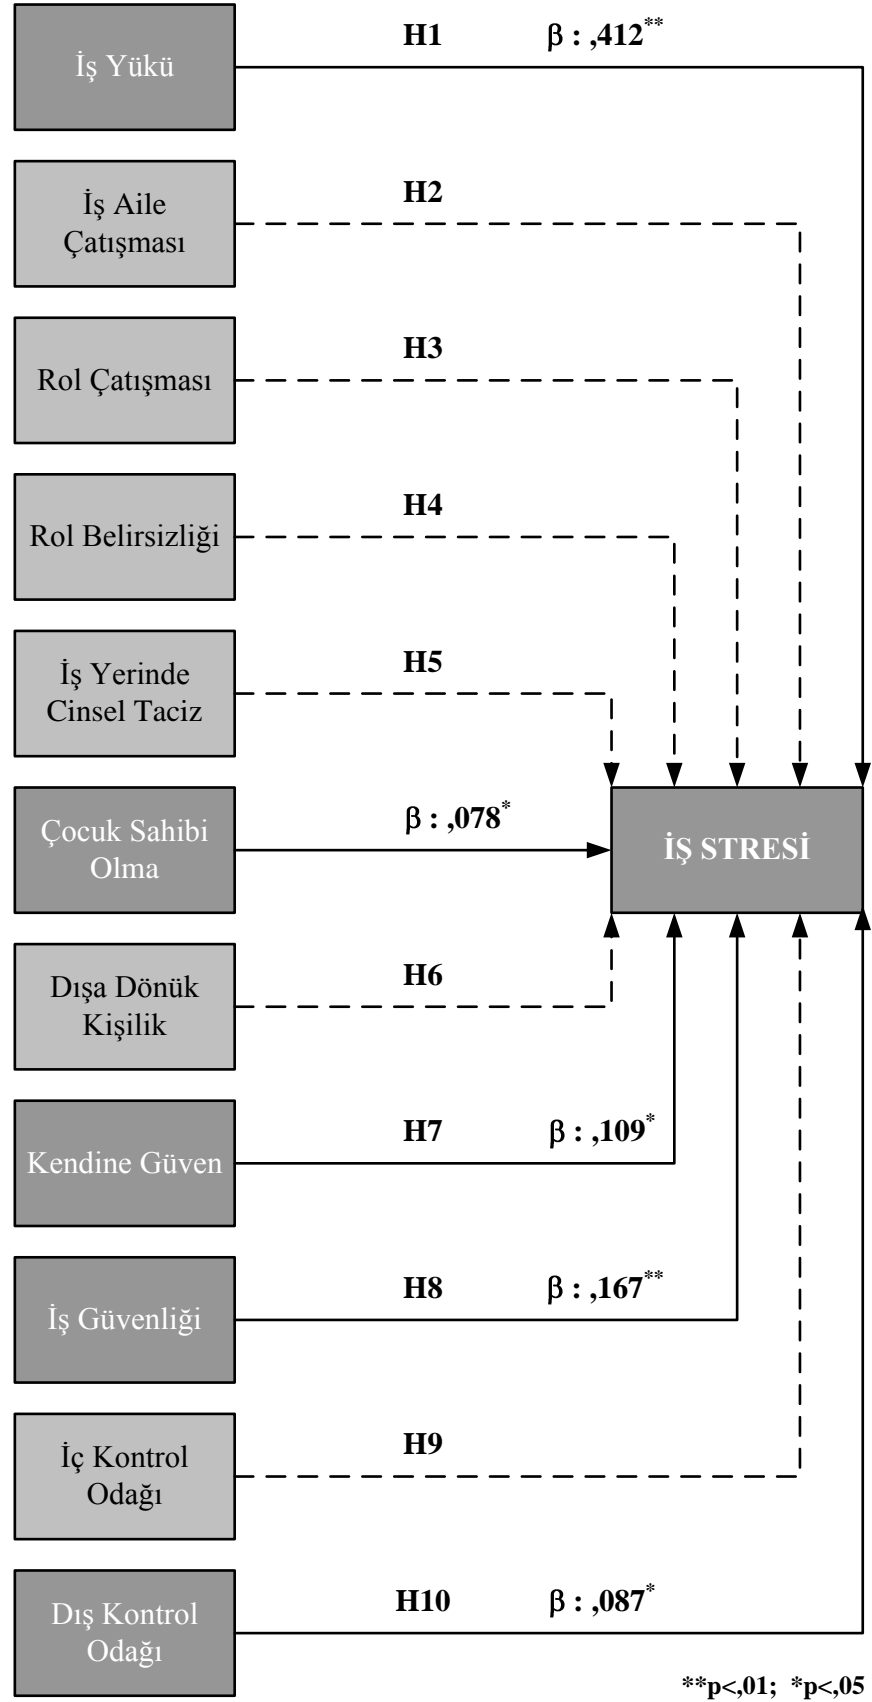 H1 β : ,412**
İş Yükü
H2
İş Aile
Çatışması
H3
Rol Çatışması
H4
Rol Belirsizliği
H5
İş Yerinde
Cinsel Taciz
β : ,078*
Çocuk Sahibi
Olma
İŞ STRESİ
H6
Dışa Dönük
Kişilik
H7 β : ,109*
Kendine Güven
H8 β : ,167**
İş Güvenliği
H9
İç Kontrol
Odağı
H10 β : ,087*
Dış Kontrol
Odağı
**p<,01; *p<,05